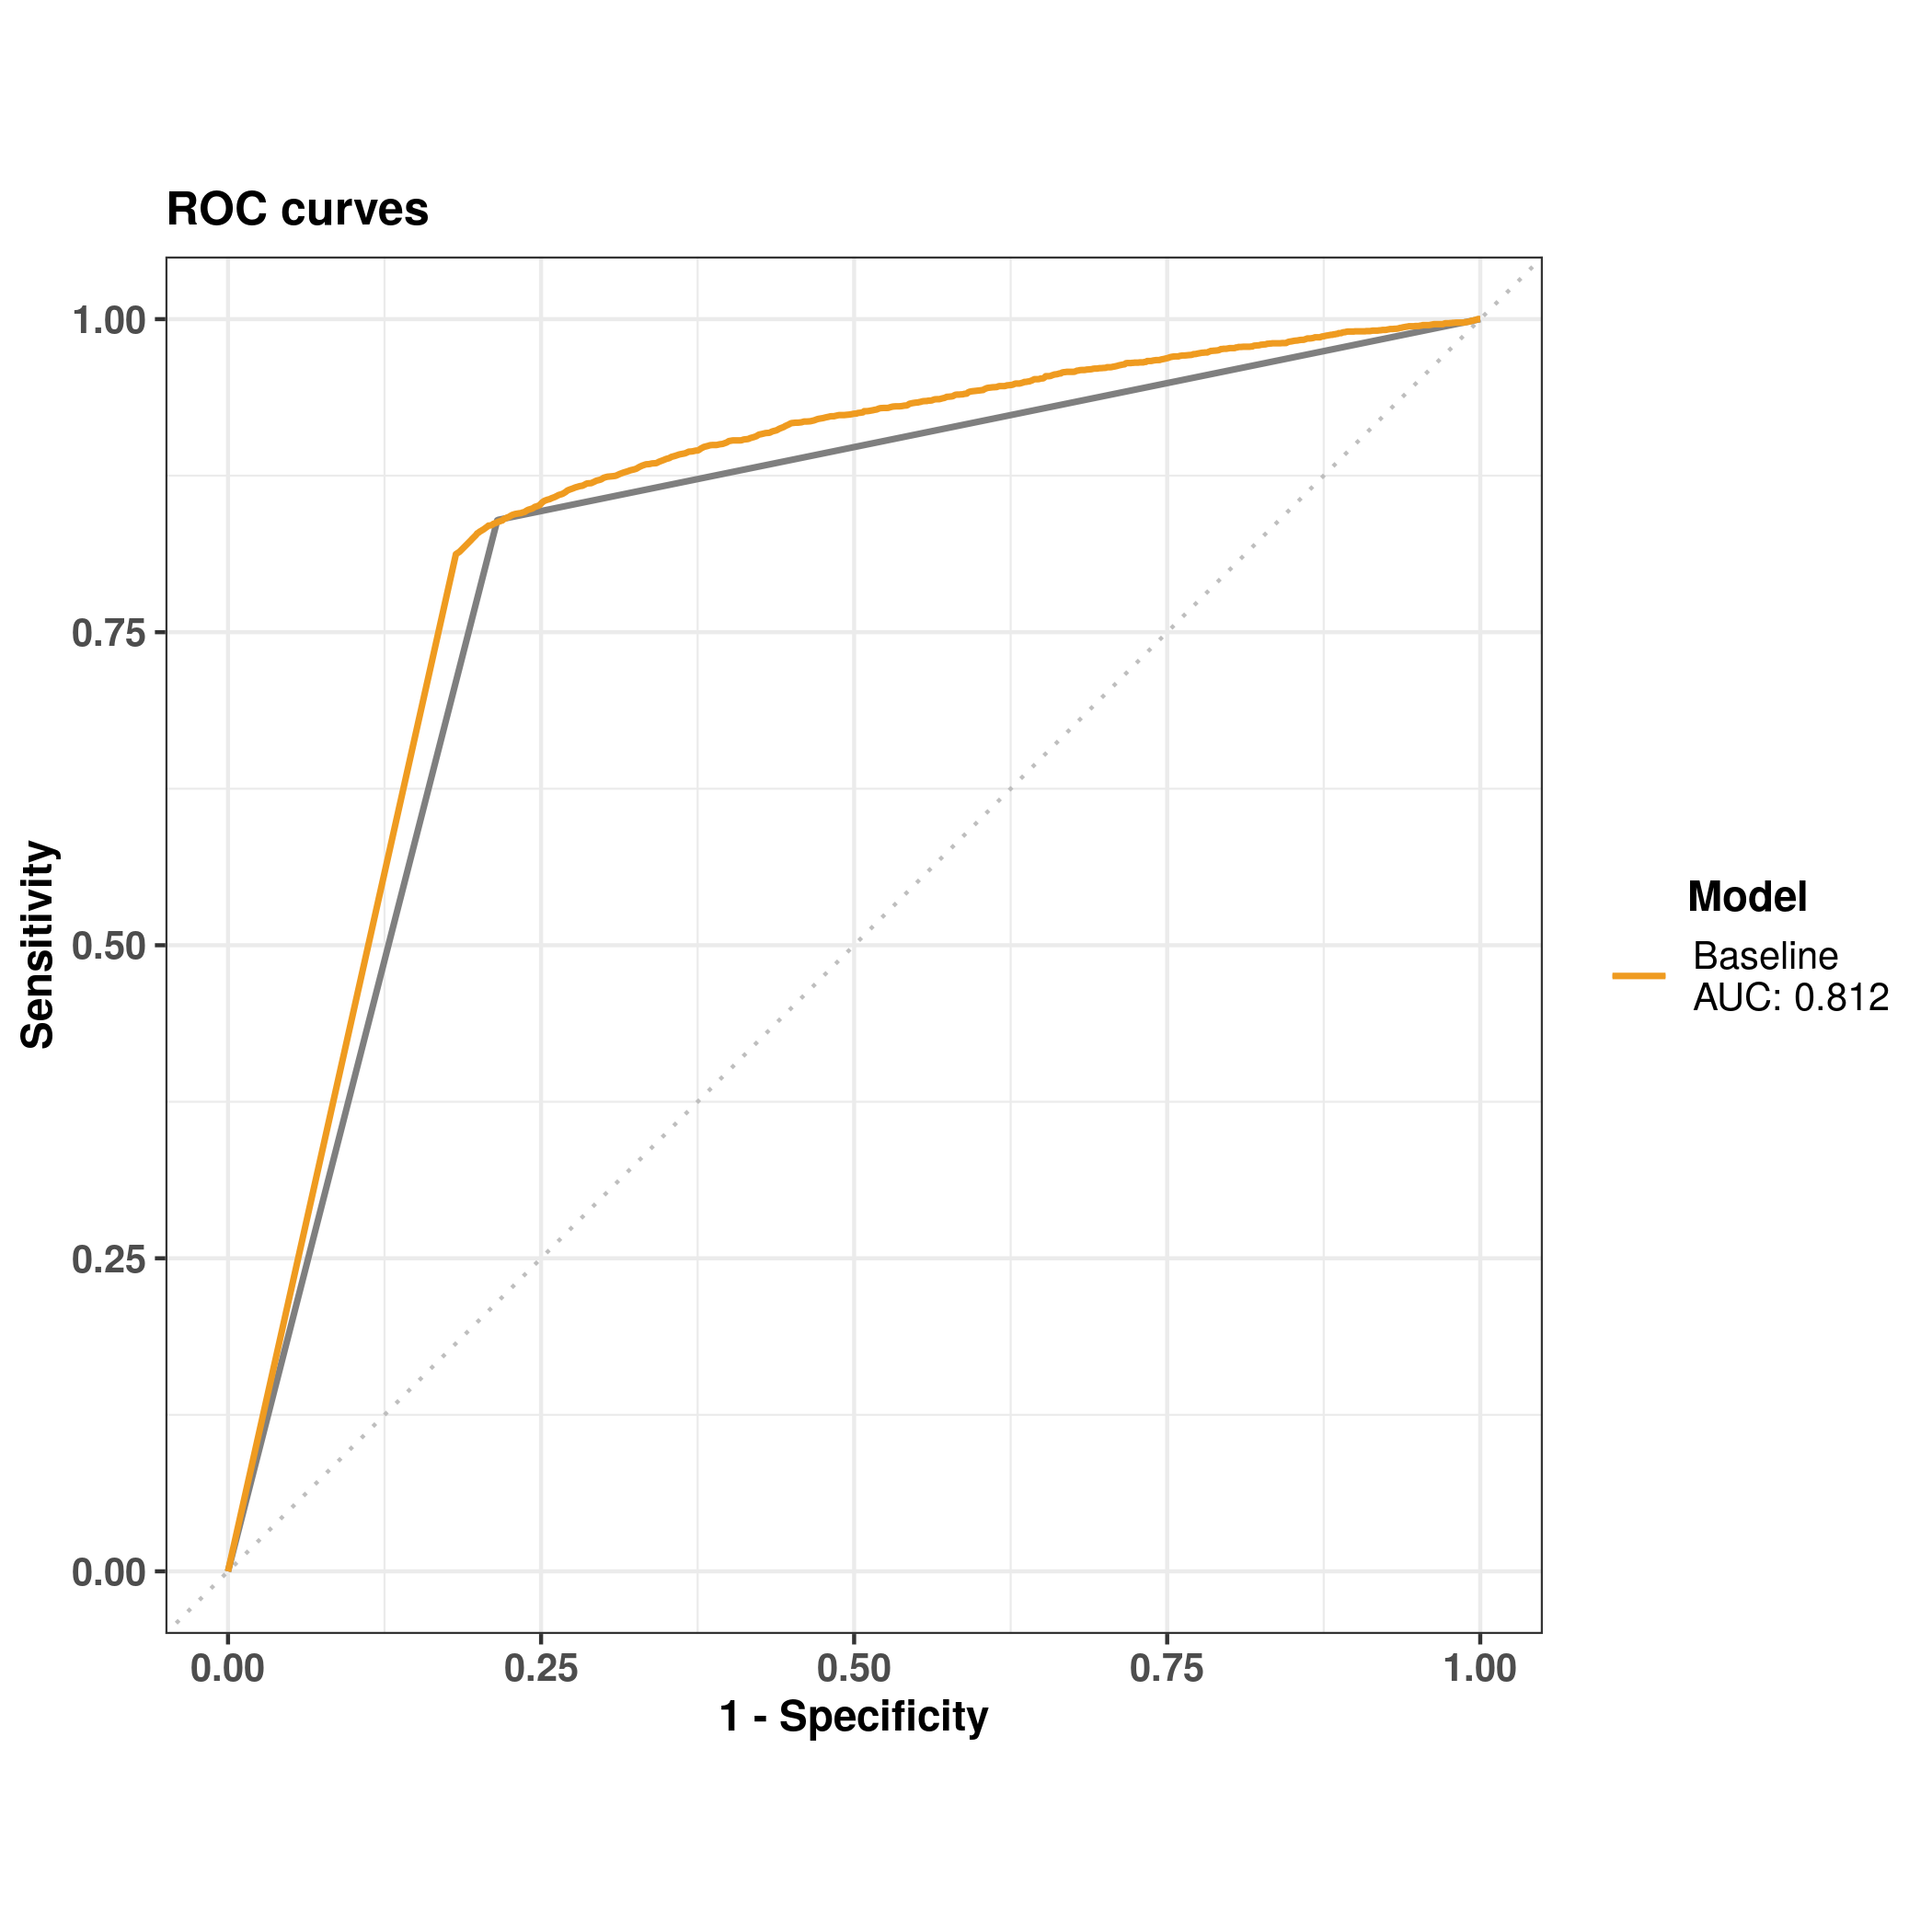 ROC curves
1.00
0.75
0.50
0.25
0.00
Sensitivity
0.00 0.25 0.50 0.75 1.00
1 - Specificity
Model
Baseline
AUC: 0.812